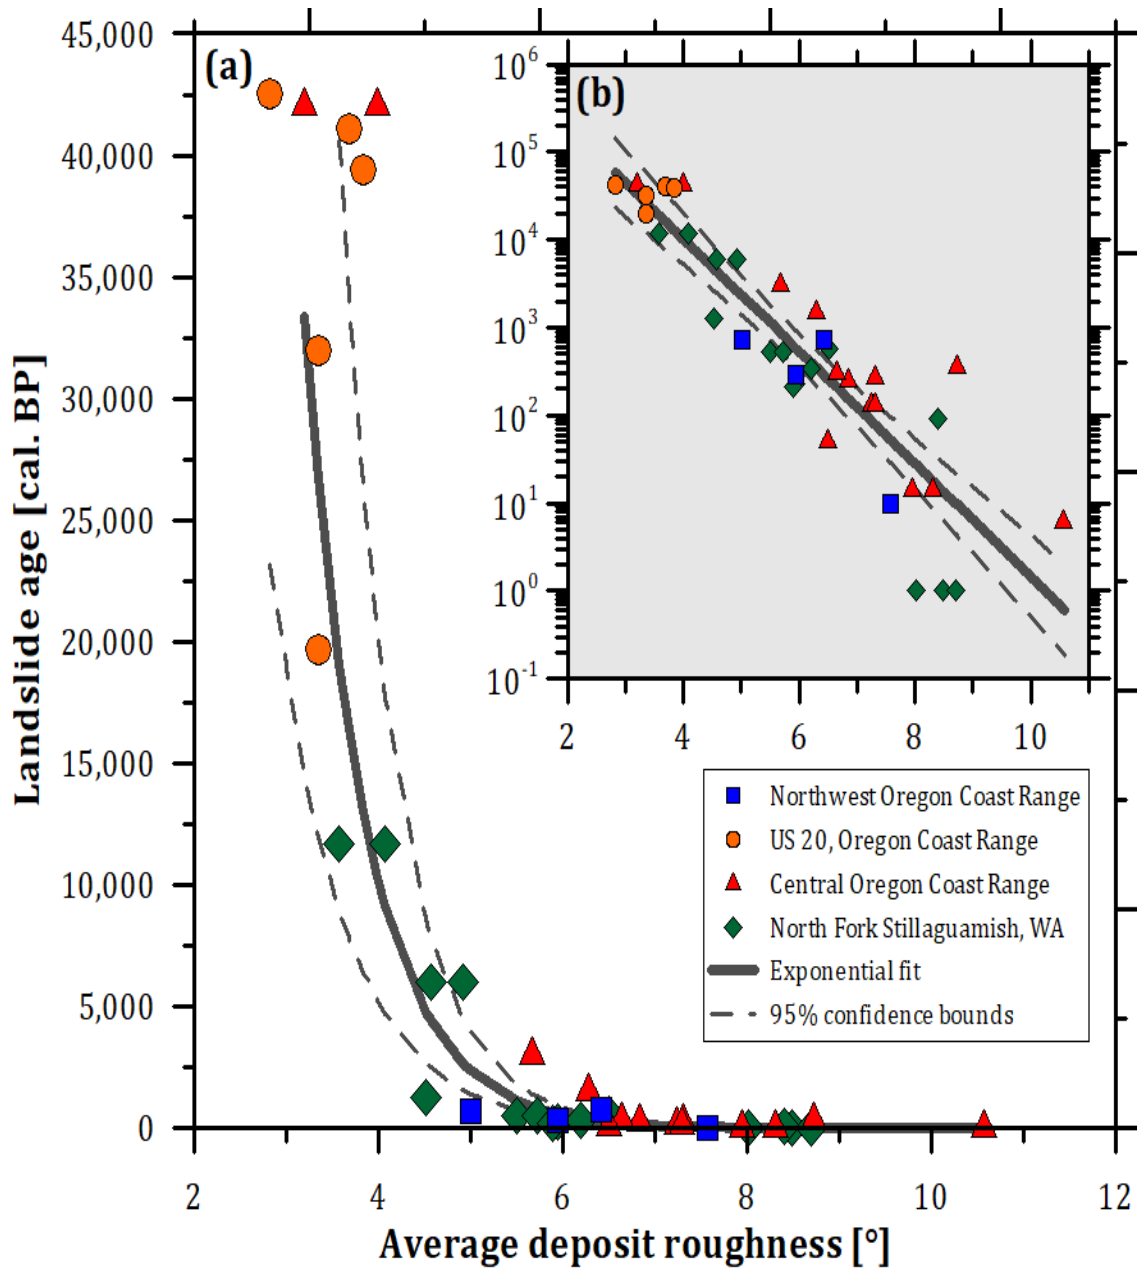 45,000
40,000
35,000
30,000
25,000
20,000
15,000
10,000
5,000
0
Landslide age [cal. BP]
(a)
2
4
6
8
10
12
Average deposit roughness [°]
(b)
10^6
10^5
10^4
10^3
10^2
10^1
10^0
10^-1
2
4
6
8
10
Northwest Oregon Coast Range
US 20, Oregon Coast Range
Central Oregon Coast Range
North Fork Stillaguamish, WA
Exponential fit
95% confidence bounds